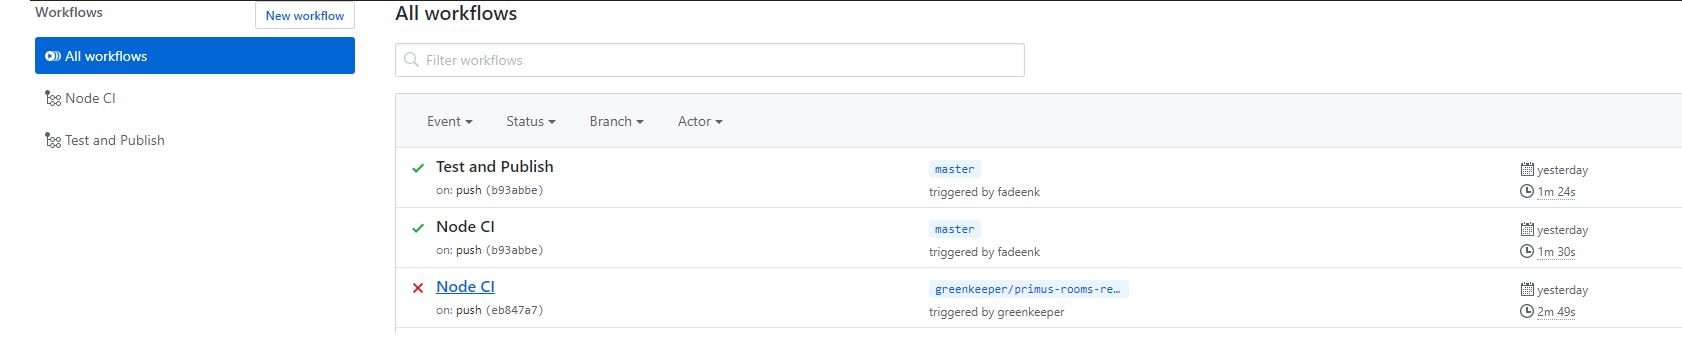 Workflows
New workflow
All workflows
Node CI
Test and Publish
All workflows
Filter workflows
Event Status Branch Actor
Test and Publish
on: push (b93abbe)
master
triggered by fadeenk
yesterday
1m 24s
Node CI
on: push (b93abbe)
master
triggered by fadeenk
yesterday
1m 30s
Node CI
on: push (eb847a7)
greenkeeper/primus-rooms-re…
triggered by greenkeeper
yesterday
2m 49s